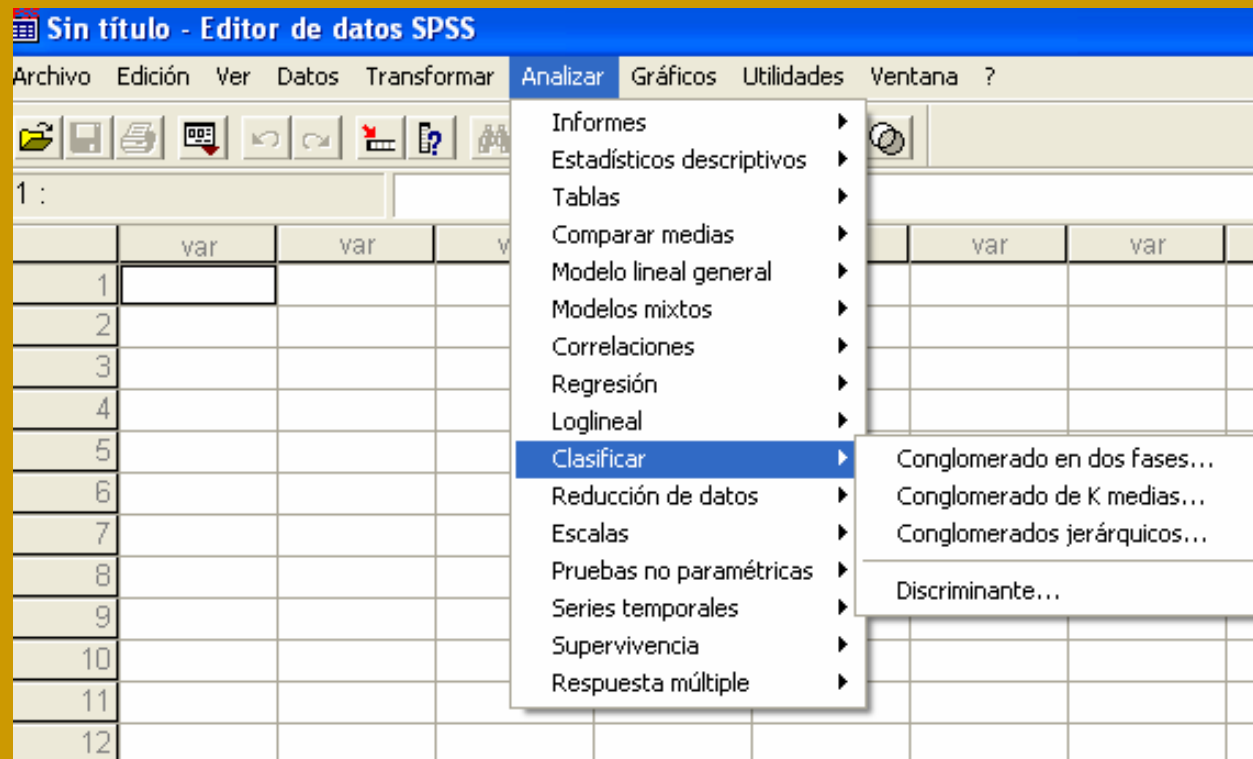 Sin título - Editor de datos SPSS
Archivo Edición Ver Datos Transformar Analizar Gráficos Utilidades Ventana ?
1 :
var var v var var
1
2
3
4
5
6
7
8
9
10
11
12
Informes
Estadísticos descriptivos
Tablas
Comparar medias
Modelo lineal general
Modelos mixtos
Correlaciones
Regresión
Loglineal
Clasificar
Reducción de datos
Escalas
Pruebas no paramétricas
Series temporales
Supervivencia
Respuesta múltiple
Conglomerado en dos fases...
Conglomerado de K medias...
Conglomerados jerárquicos...
Discriminante...